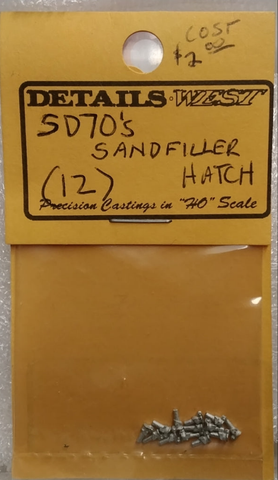 COST
$2.00
DETAILS WEST
SD70's
SANDFILLER
(12) HATCH
Precision Castings in "HO" Scale